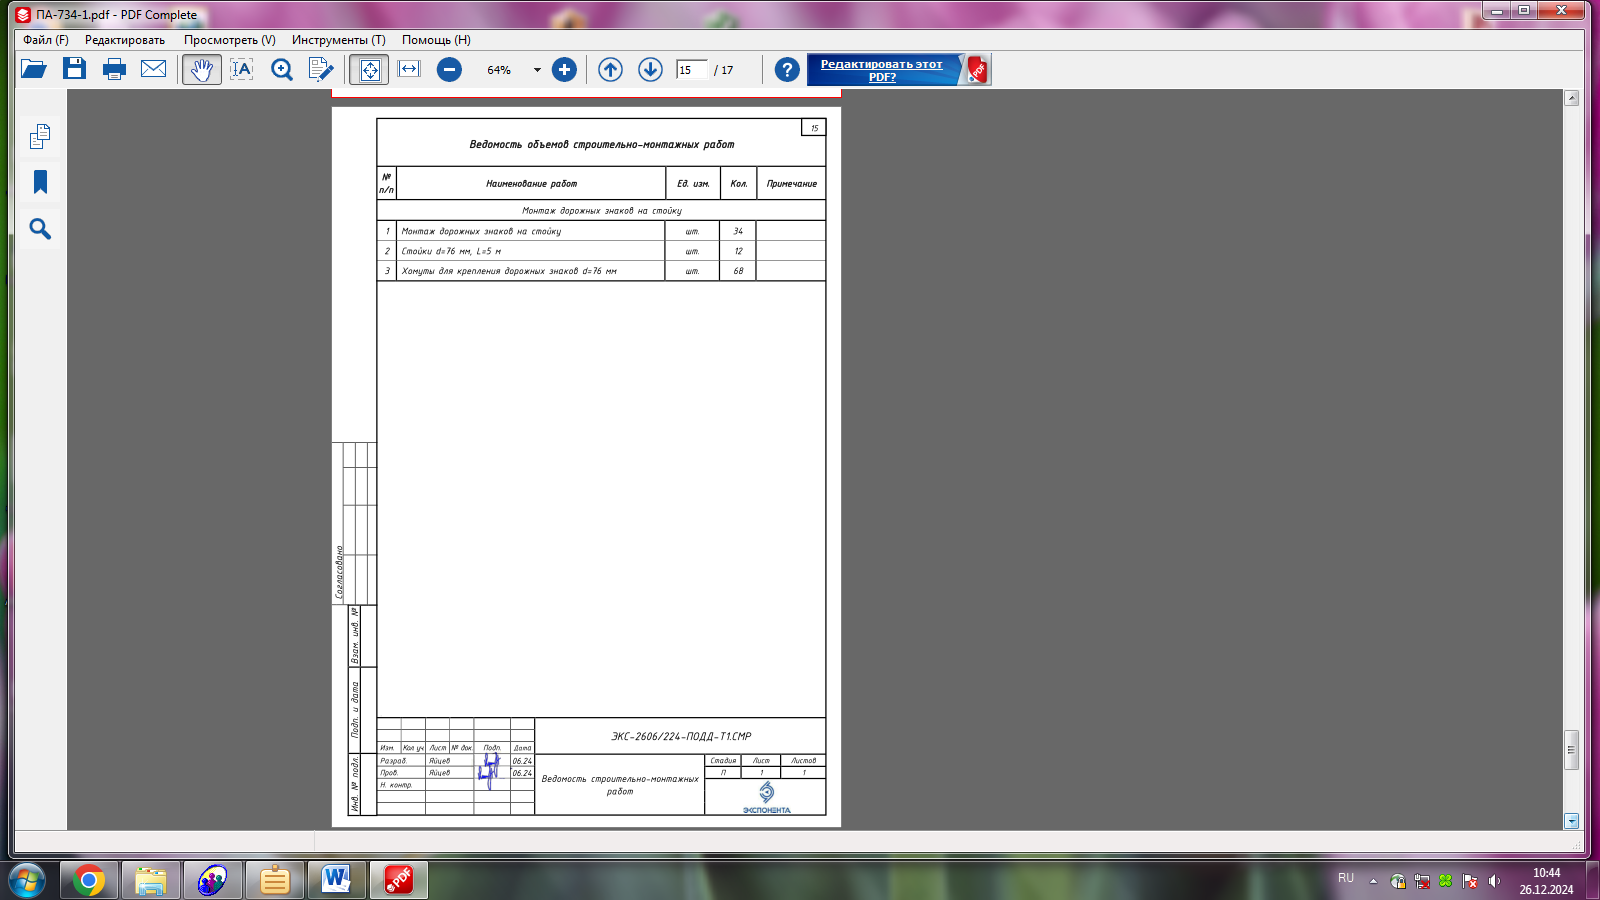 ПА-734-1.pdf - PDF Complete
Файл (F) Редактировать Просмотреть (V) Инструменты (T) Помощь (H)
64% 15 / 17 Редактировать этот
PDF?
15
Ведомость объемов строительно-монтажных работ
№ п/п Наименование работ Ед. изм. Кол. Примечание
Монтаж дорожных знаков на стойку
1 Монтаж дорожных знаков на стойку шт. 34
2 Стойки d=76 мм, L=5 м шт. 12
3 Хомуты для крепления дорожных знаков d=76 мм шт. 68
Согласовано
Взам. инв. №
Подп. и дата
Инв. № подл.
ЭКС-2606/224-ПОДД-Т1.СМР
Изм. Кол уч Лист № док. Подп. Дата
Разраб. Яйцев 06.24
Пров. Яйцев 06.24
Н. контр.
Ведомость строительно-монтажных
работ
Стадия Лист Листов
П 1 1
ЭКСПОНЕНТА
RU 10:44
26.12.2024